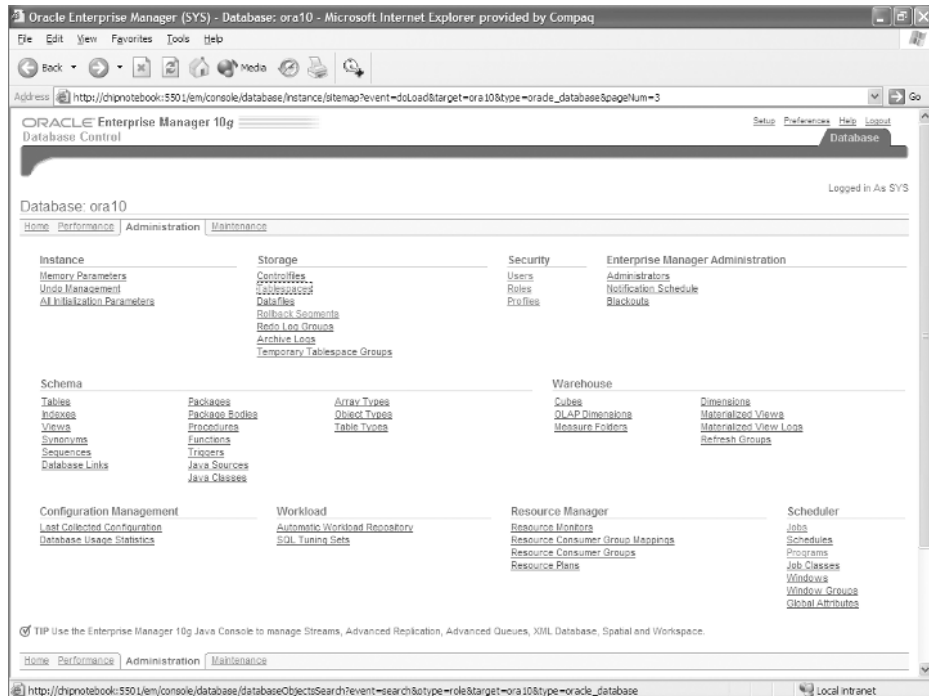 Oracle Enterprise Manager (SYS) - Database: ora10 - Microsoft Internet Explorer provided by Compaq
File Edit View Favorites Tools Help
Back Media
Address http://chipnotebook:5501/em/console/database/instance/sitemap?event=doLoad&target=ora10&type=oracle_database&pageNum=3 Go
ORACLE Enterprise Manager 10g
Database Control
Setup Preferences Help Logout
Database
Logged in As SYS
Database: ora10
Home Performance Administration Maintenance
Instance
Memory Parameters
Undo Management
All Initialization Parameters
Storage
Controlfiles
Tablespaces
Datafiles
Rollback Segments
Redo Log Groups
Archive Logs
Temporary Tablespace Groups
Security
Users
Roles
Profiles
Enterprise Manager Administration
Administrators
Notification Schedule
Blackouts
Schema
Tables
Indexes
Views
Synonyms
Sequences
Database Links
Packages
Package Bodies
Procedures
Functions
Triggers
Java Sources
Java Classes
Array Types
Object Types
Table Types
Warehouse
Cubes
OLAP Dimensions
Measure Folders
Dimensions
Materialized Views
Materialized View Logs
Refresh Groups
Configuration Management
Last Collected Configuration
Database Usage Statistics
Workload
Automatic Workload Repository
SQL Tuning Sets
Resource Manager
Resource Monitors
Resource Consumer Group Mappings
Resource Consumer Groups
Resource Plans
Scheduler
Jobs
Schedules
Programs
Job Classes
Windows
Window Groups
Global Attributes
TIP Use the Enterprise Manager 10g Java Console to manage Streams, Advanced Replication, Advanced Queues, XML Database, Spatial and Workspace.
Home Performance Administration Maintenance
http://chipnotebook:5501/em/console/database/databaseObjectsSearch?event=search&otype=role&target=ora10&type=oracle_database Local intranet